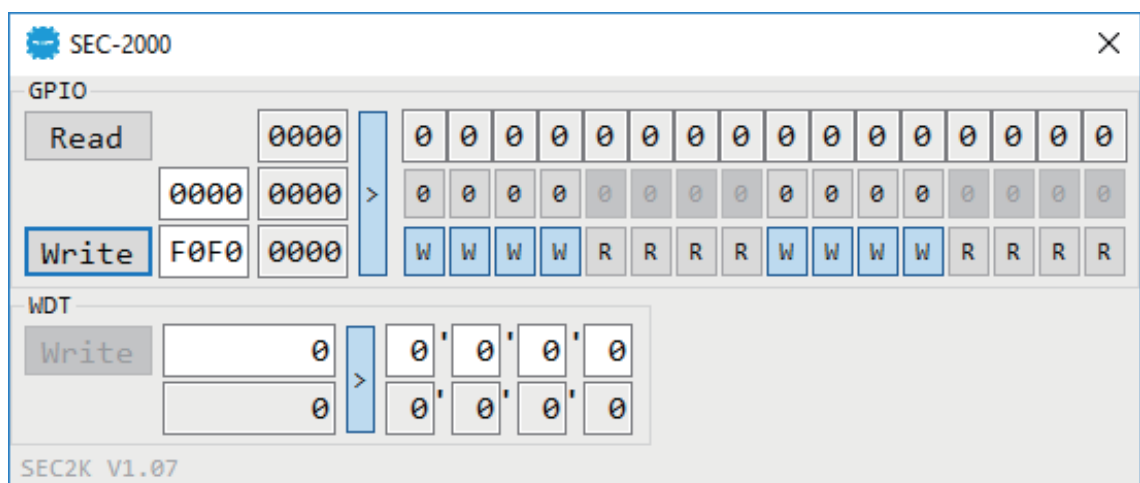 SEC-2000
GPIO
Read 0000 0 0 0 0 0 0 0 0 0 0 0 0 0 0 0 0
0000 0000 > 0 0 0 0 0 0 0 0 0 0 0 0 0 0 0 0
Write F0F0 0000 W W W W R R R R W W W W R R R R
WDT
Write 0 0 ' 0 ' 0 ' 0
>
0 0 ' 0 ' 0 ' 0
SEC2K V1.07